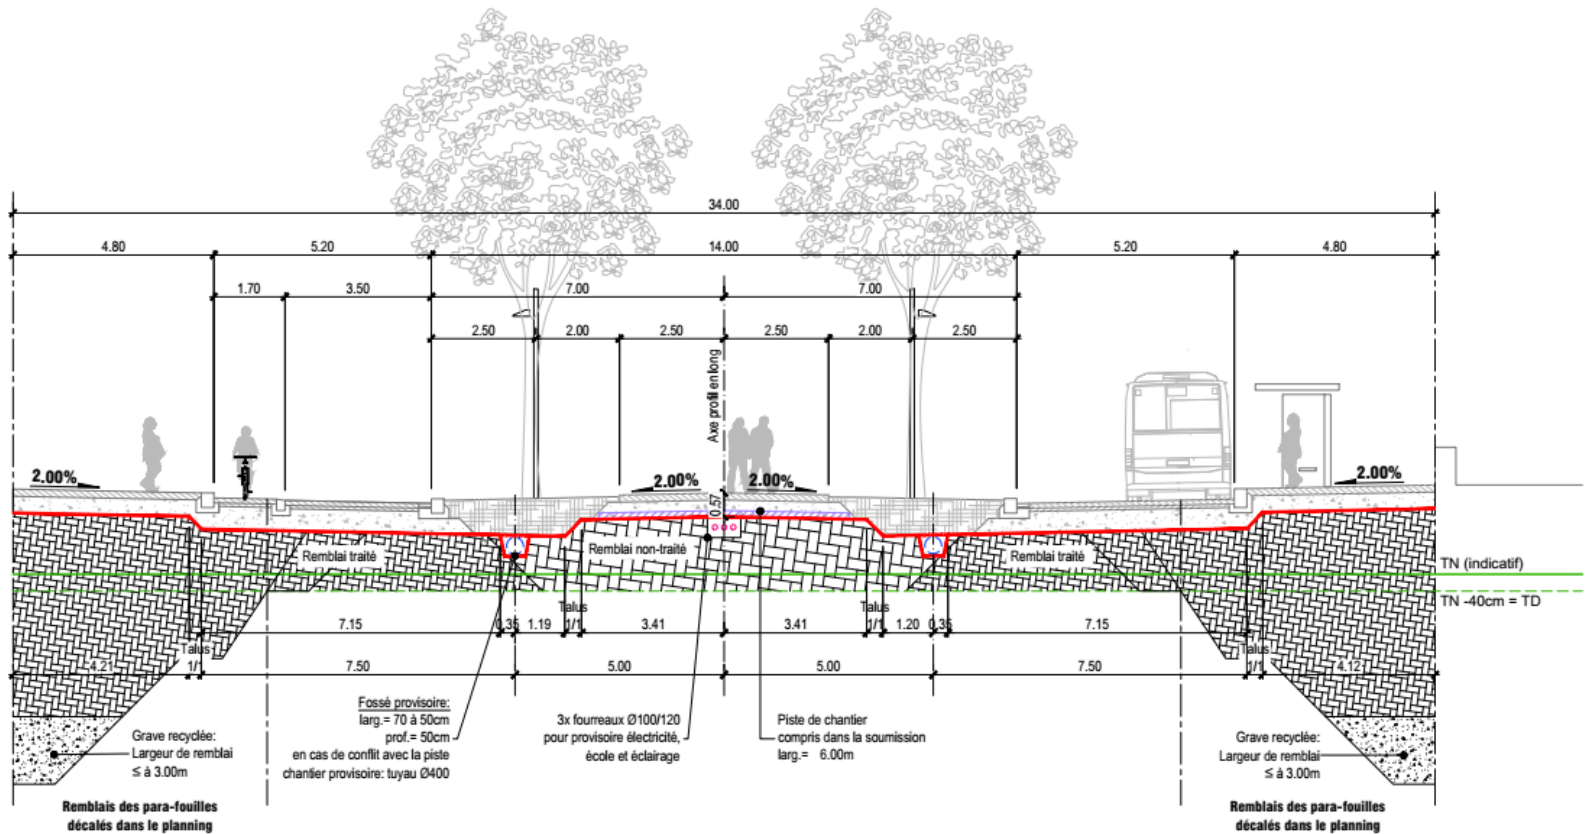 34.00
4.80
5.20
14.00
5.20
4.80
1.70
3.50
7.00
7.00
2.50
2.00
2.50
2.50
2.00
2.50
Axe profil en long
2.00%
2.00%
2.00%
2.00%
0.57
Remblai traité
Remblai non-traité
Remblai traité
TN (indicatif)
TN -40cm = TD
Talus
1/1
Talus
1/1
7.15
0.35
1.19
3.41
3.41
1.20
0.35
7.15
Talus
1/1
Talus
1/1
4.21
7.50
5.00
5.00
7.50
4.12
Fossé provisoire:
larg.= 70 à 50cm
prof.= 50cm
en cas de conflit avec la piste
chantier provisoire: tuyau Ø400
3x fourreaux Ø100/120
pour provisoire électricité,
école et éclairage
Piste de chantier
compris dans la soumission
larg.= 6.00m
Grave recyclée:
Largeur de remblai
≤ à 3.00m
Grave recyclée:
Largeur de remblai
≤ à 3.00m
Remblais des para-fouilles
décalés dans le planning
Remblais des para-fouilles
décalés dans le planning